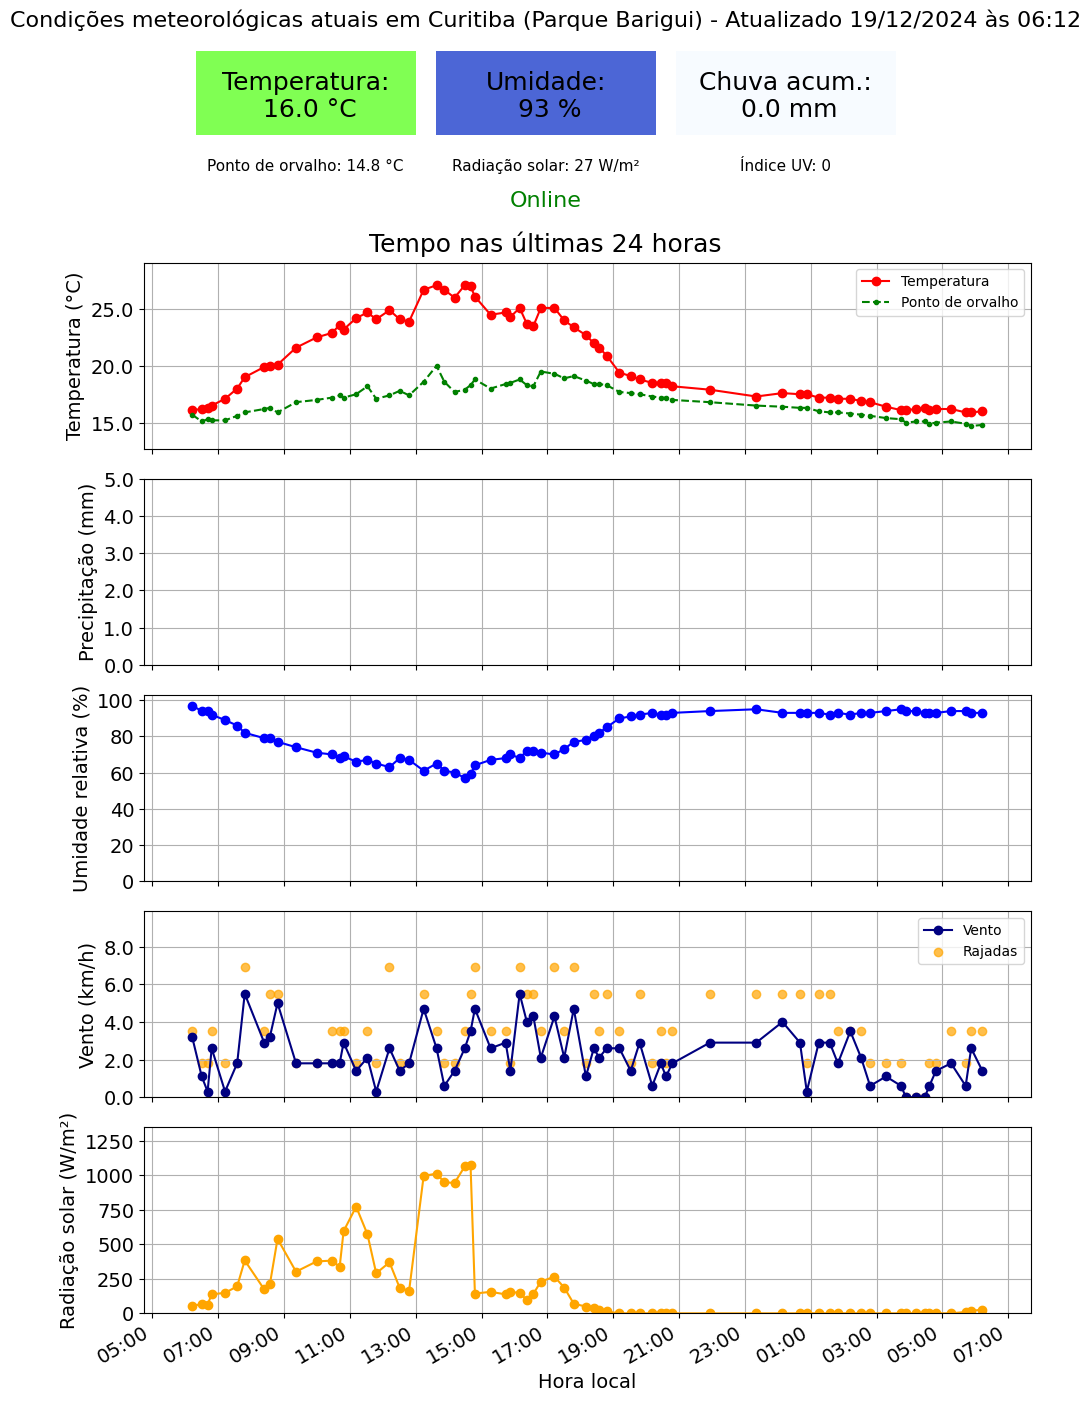 Condições meteorológicas atuais em Curitiba (Parque Barigui) - Atualizado 19/12/2024 às 06:12
Temperatura:
16.0 °C
Umidade:
93 %
Chuva acum.:
0.0 mm
Ponto de orvalho: 14.8 °C
Radiação solar: 27 W/m²
Índice UV: 0
Online
Tempo nas últimas 24 horas
Temperatura (°C)
25.0
20.0
15.0
Temperatura
Ponto de orvalho
Precipitação (mm)
5.0
4.0
3.0
2.0
1.0
0.0
Umidade relativa (%)
100
80
60
40
20
0
Vento (km/h)
8.0
6.0
4.0
2.0
0.0
Vento
Rajadas
Radiação solar (W/m²)
1250
1000
750
500
250
0
05:00
07:00
09:00
11:00
13:00
15:00
17:00
19:00
21:00
23:00
01:00
03:00
05:00
07:00
Hora local